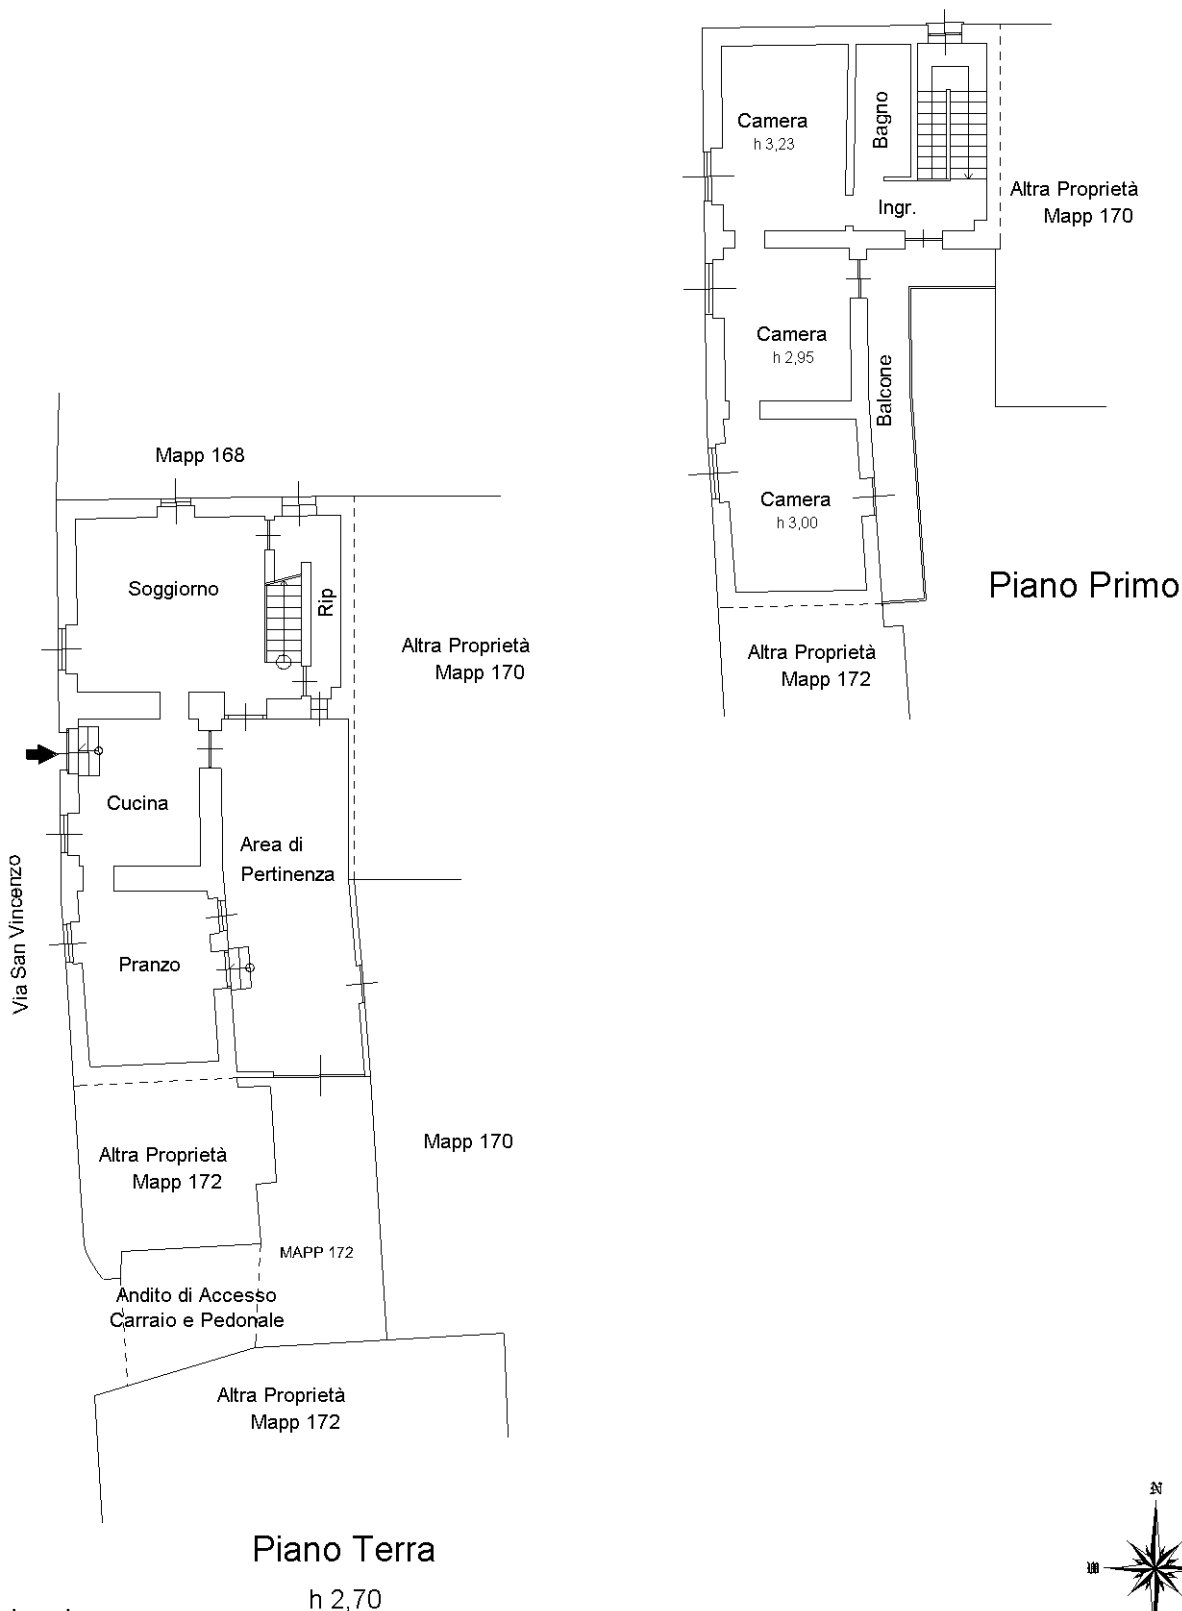 Camera
h 3,23
Bagno
Ingr.
Altra Proprietà
Mapp 170
Camera
h 2,95
Balcone
Camera
h 3,00
Piano Primo
Altra Proprietà
Mapp 172
Mapp 168
Soggiorno
Rip
Altra Proprietà
Mapp 170
Cucina
Area di
Pertinenza
Via San Vincenzo
Pranzo
Altra Proprietà
Mapp 172
Mapp 170
MAPP 172
Andito di Accesso
Carraio e Pedonale
Altra Proprietà
Mapp 172
Piano Terra
h 2,70
N
W